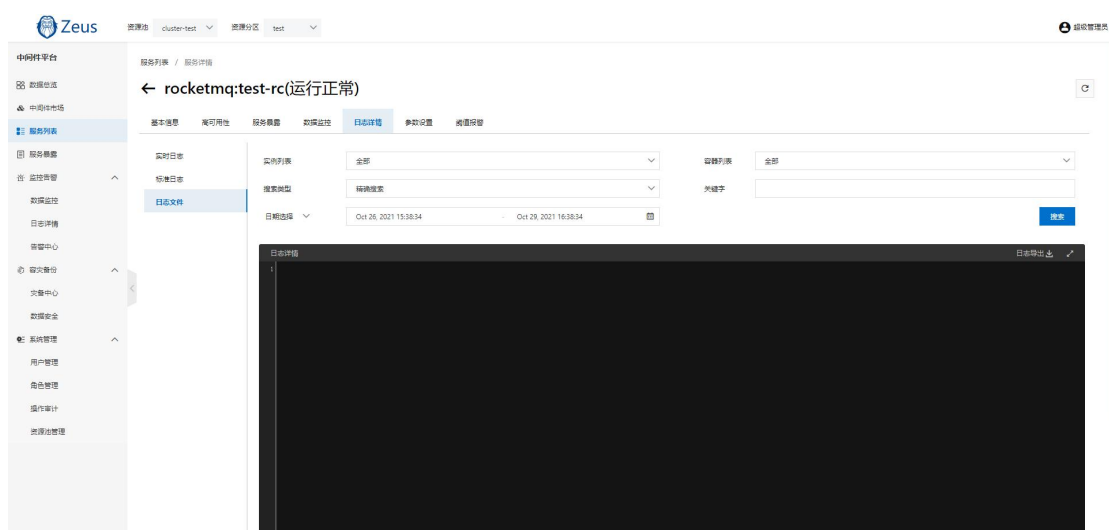 Zeus
资源池 cluster-test 资源分区 test
超级管理员
中间件平台
数据总览
中间件市场
服务列表
服务暴露
监控告警
数据监控
日志详情
告警中心
容灾备份
灾备中心
数据安全
系统管理
用户管理
角色管理
操作审计
资源池管理
服务列表 / 服务详情
← rocketmq:test-rc(运行正常)
基本信息 高可用性 服务暴露 数据监控 日志详情 参数设置 阈值报警
实时日志
标准日志
日志文件
实例列表 全部 容器列表 全部
搜索类型 精确搜索 关键字
日期选择 Oct 26, 2021 15:38:34 - Oct 29, 2021 16:38:34
搜索
日志详情 日志导出
1